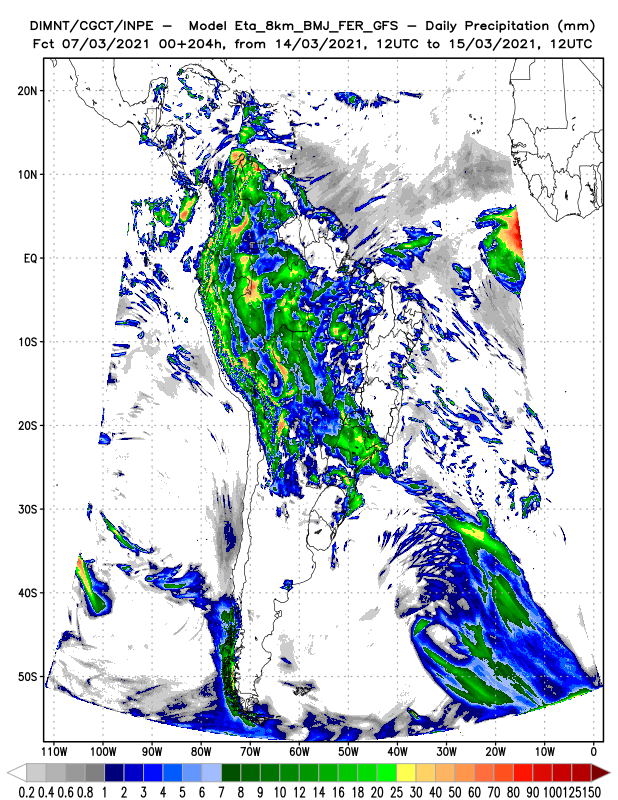 DIMNT/CGCT/INPE – Model Eta_8km_BMJ_FER_GFS – Daily Precipitation (mm)
Fct 07/03/2021 00+204h, from 14/03/2021, 12UTC to 15/03/2021, 12UTC
20N
10N
EQ
10S
20S
30S
40S
50S
110W 100W 90W 80W 70W 60W 50W 40W 30W 20W 10W 0
0.2 0.4 0.6 0.8 1 2 3 4 5 6 7 8 9 10 12 14 16 18 20 25 30 40 50 60 70 80 90 100 125 150